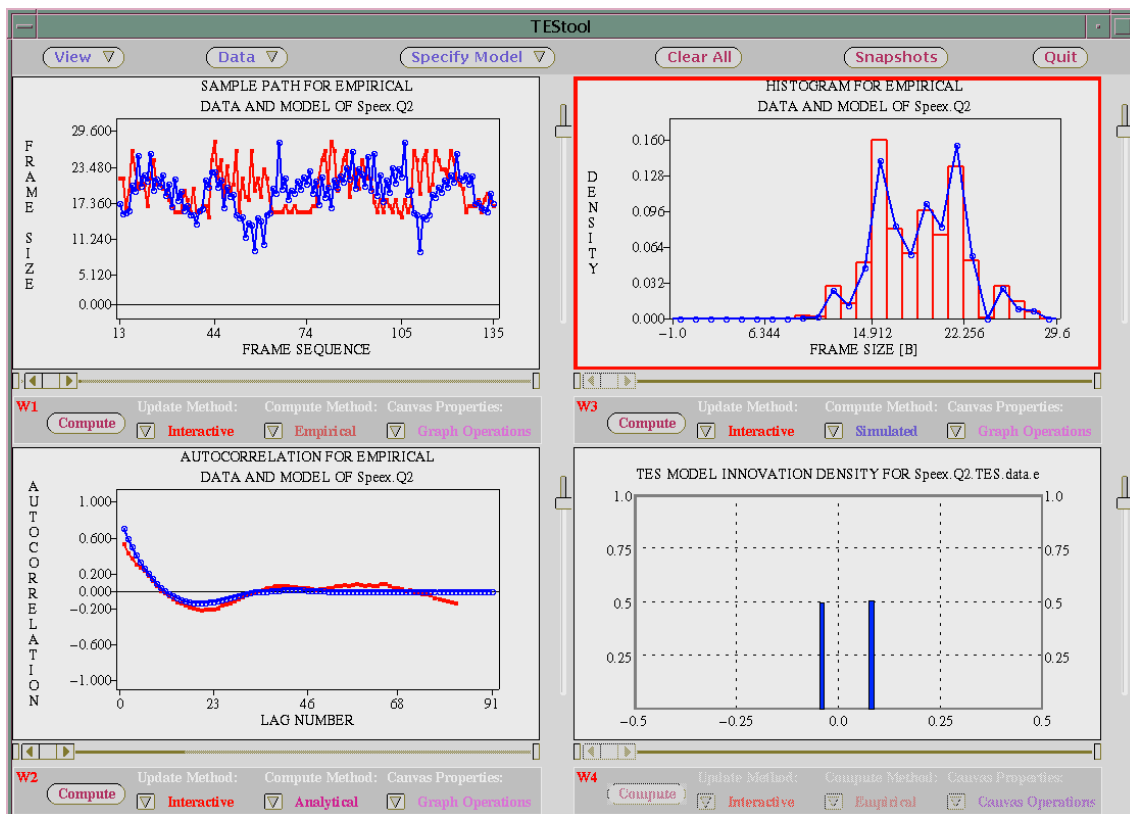 TEStool
View Data Specify Model Clear All Snapshots Quit
SAMPLE PATH FOR EMPIRICAL
DATA AND MODEL OF Speex.Q2
FRAME SIZE
29.600
23.480
17.360
11.240
5.120
0.000
13 44 74 105 135
FRAME SEQUENCE
W1
Compute
Update Method: Compute Method: Canvas Properties:
Interactive Empirical Graph Operations
HISTOGRAM FOR EMPIRICAL
DATA AND MODEL OF Speex.Q2
DENSITY
0.160
0.128
0.096
0.064
0.032
0.000
−1.0 6.344 14.912 22.256 29.6
FRAME SIZE [B]
W3
Compute
Update Method: Compute Method: Canvas Properties:
Interactive Simulated Graph Operations
AUTOCORRELATION FOR EMPIRICAL
DATA AND MODEL OF Speex.Q2
AUTOCORRELATION
1.000
0.600
0.200
0.000
−0.200
−0.600
−1.000
0 23 46 68 91
LAG NUMBER
W2
Compute
Update Method: Compute Method: Canvas Properties:
Interactive Analytical Graph Operations
TES MODEL INNOVATION DENSITY FOR Speex.Q2.TES.data.e
1.0 1.0
0.75 0.75
0.5 0.5
0.25 0.25
−0.5 −0.25 0.0 0.25 0.5
W4
Compute
Update Method: Compute Method: Canvas Properties:
Interactive Empirical Canvas Operations